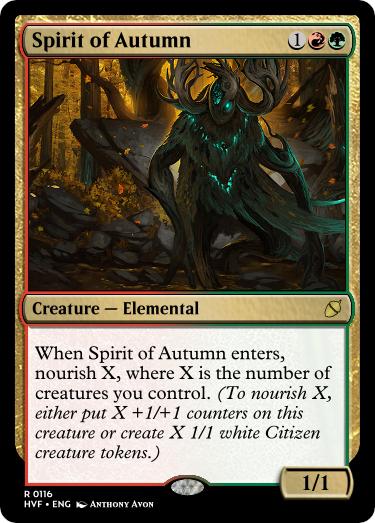 Spirit of Autumn 1
Creature — Elemental
When Spirit of Autumn enters,
nourish X, where X is the number of
creatures you control. (To nourish X,
either put X +1/+1 counters on this
creature or create X 1/1 white Citizen
creature tokens.)
1/1
R 0116
HVF • ENG Anthony Avon